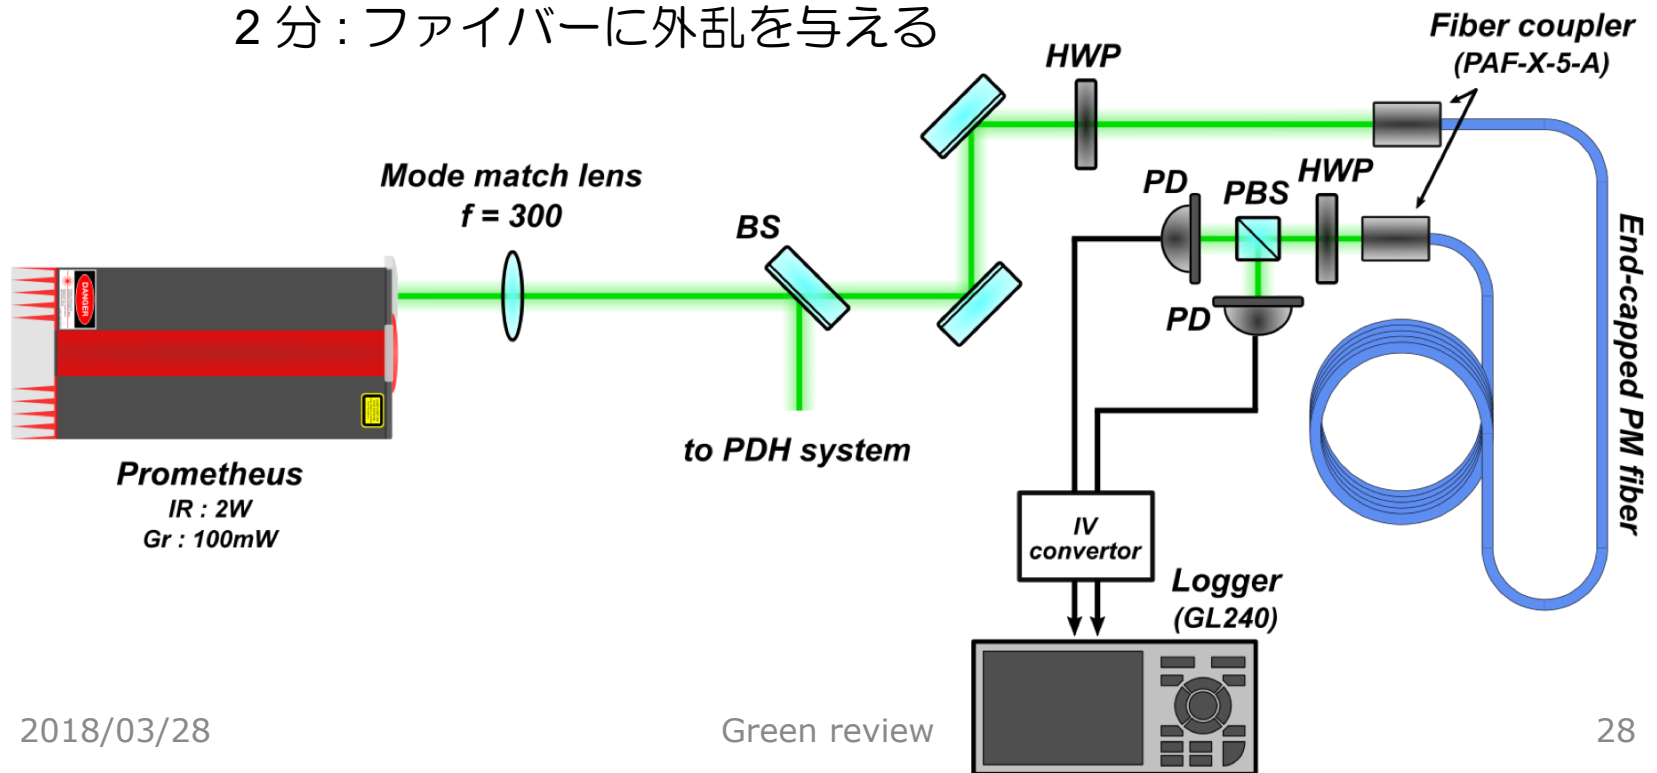 2 分 : ファイバーに外乱を与える
Fiber coupler
(PAF-X-5-A)
HWP
Mode match lens
f = 300
BS
PD
PBS
HWP
PD
End-capped PM fiber
DANGER
to PDH system
Prometheus
IR : 2W
Gr : 100mW
IV
convertor
Logger
(GL240)
2018/03/28
Green review
28